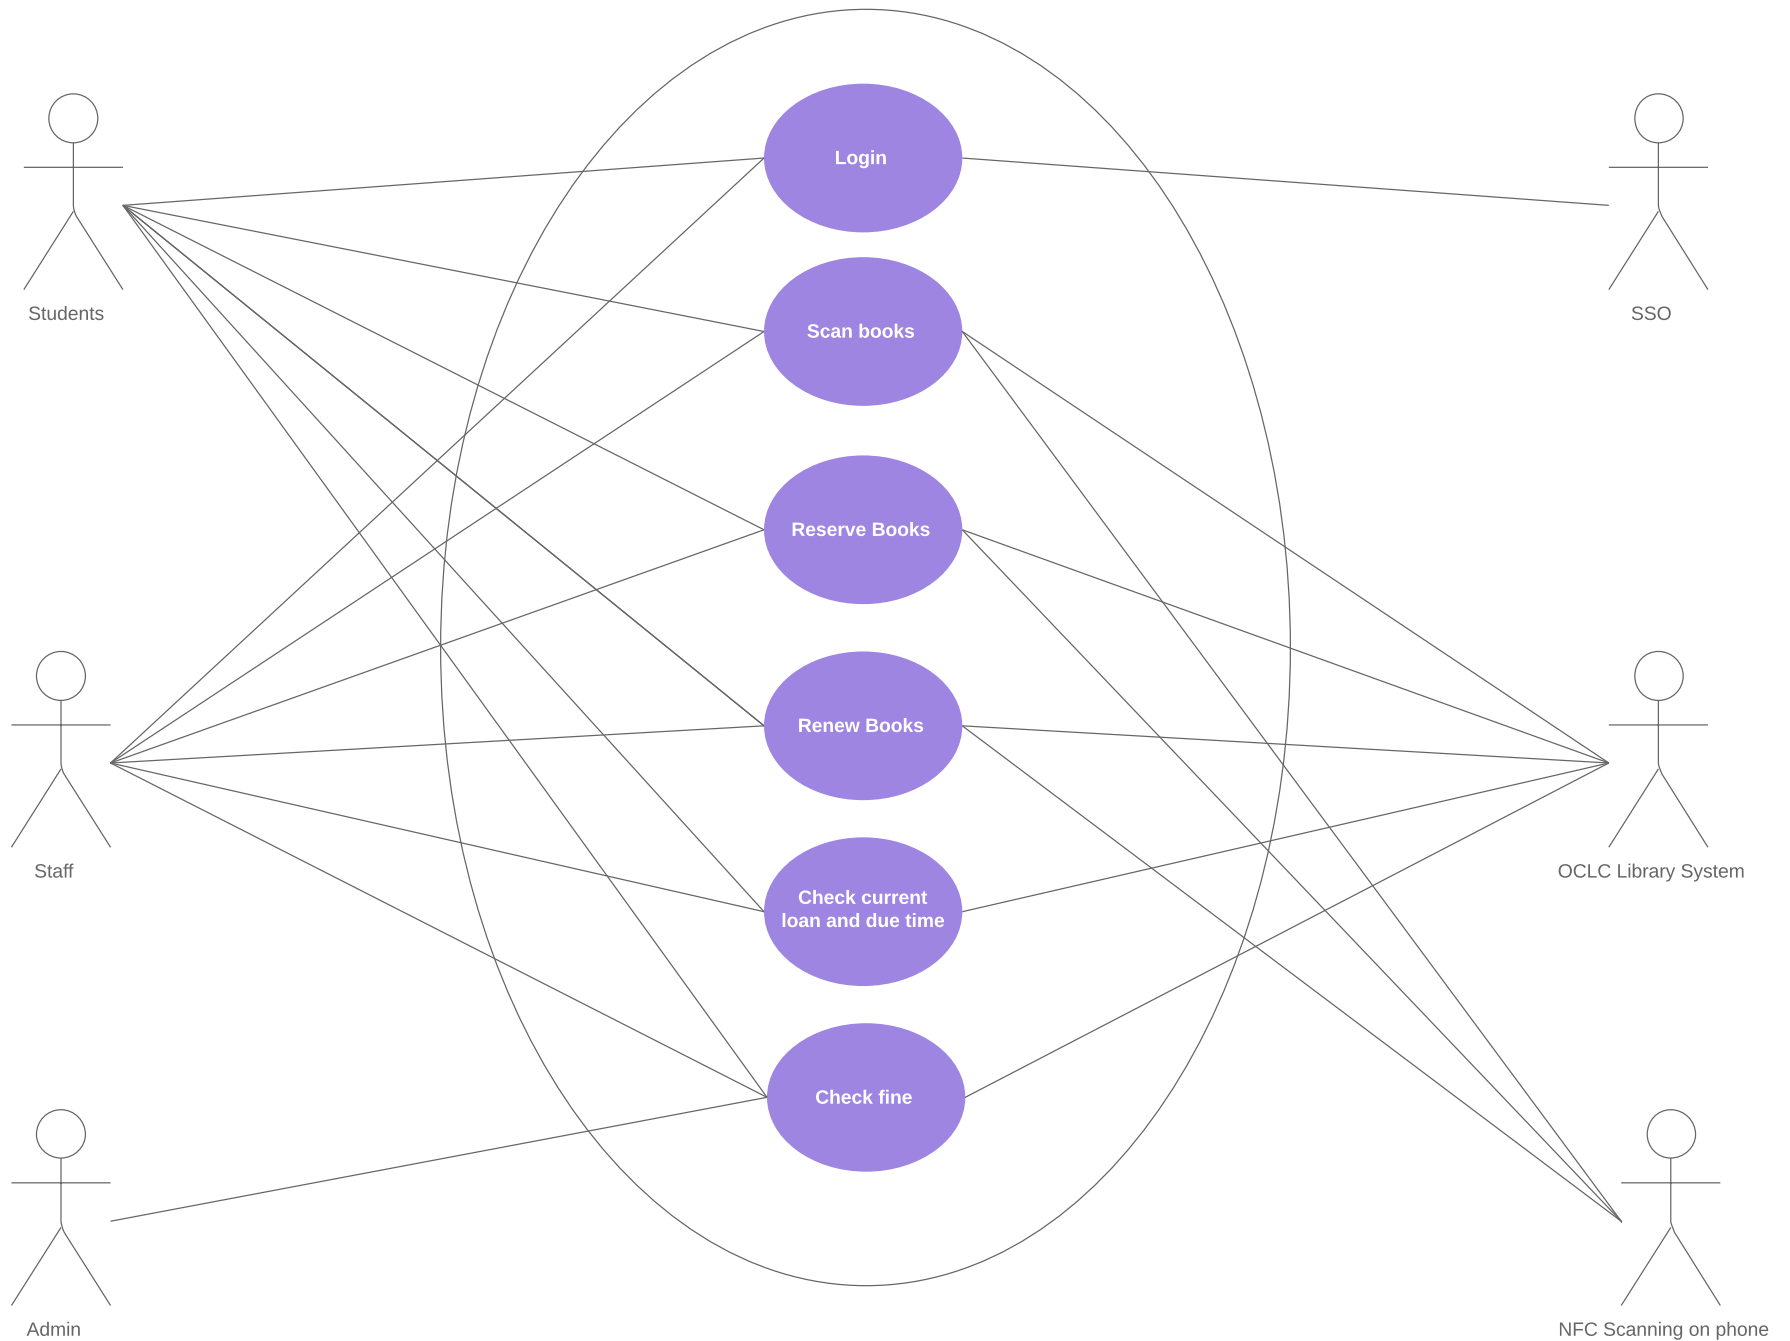 Login
Students
SSO
Scan books
Reserve Books
Renew Books
Staff
OCLC Library System
Check current
loan and due time
Check fine
Admin
NFC Scanning on phone